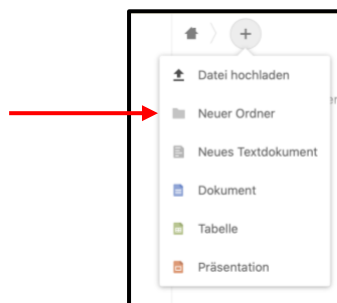 Datei hochladen
Neuer Ordner
Neues Textdokument
Dokument
Tabelle
Präsentation